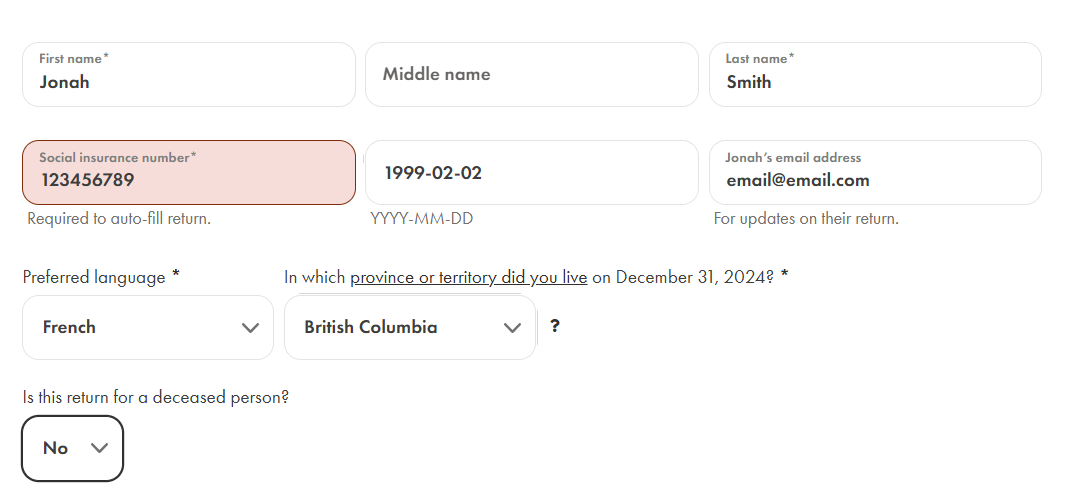 First name*
Jonah
Middle name
Last name*
Smith
Social insurance number*
123456789
Required to auto-fill return.
1999-02-02
YYYY-MM-DD
Jonah's email address
email@email.com
For updates on their return.
Preferred language *
French
In which province or territory did you live on December 31, 2024? *
British Columbia
?
Is this return for a deceased person?
No